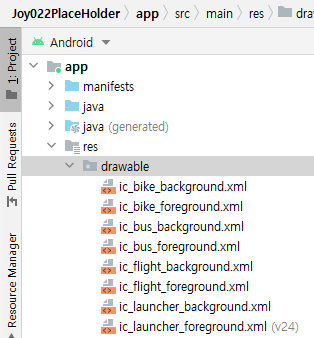 Joy022PlaceHolder > app > src > main > res > dra
Android
1: Project
app
manifests
java
java (generated)
res
drawable
ic_bike_background.xml
ic_bike_foreground.xml
ic_bus_background.xml
ic_bus_foreground.xml
ic_flight_background.xml
ic_flight_foreground.xml
ic_launcher_background.xml
ic_launcher_foreground.xml (v24)
Pull Requests
Resource Manager